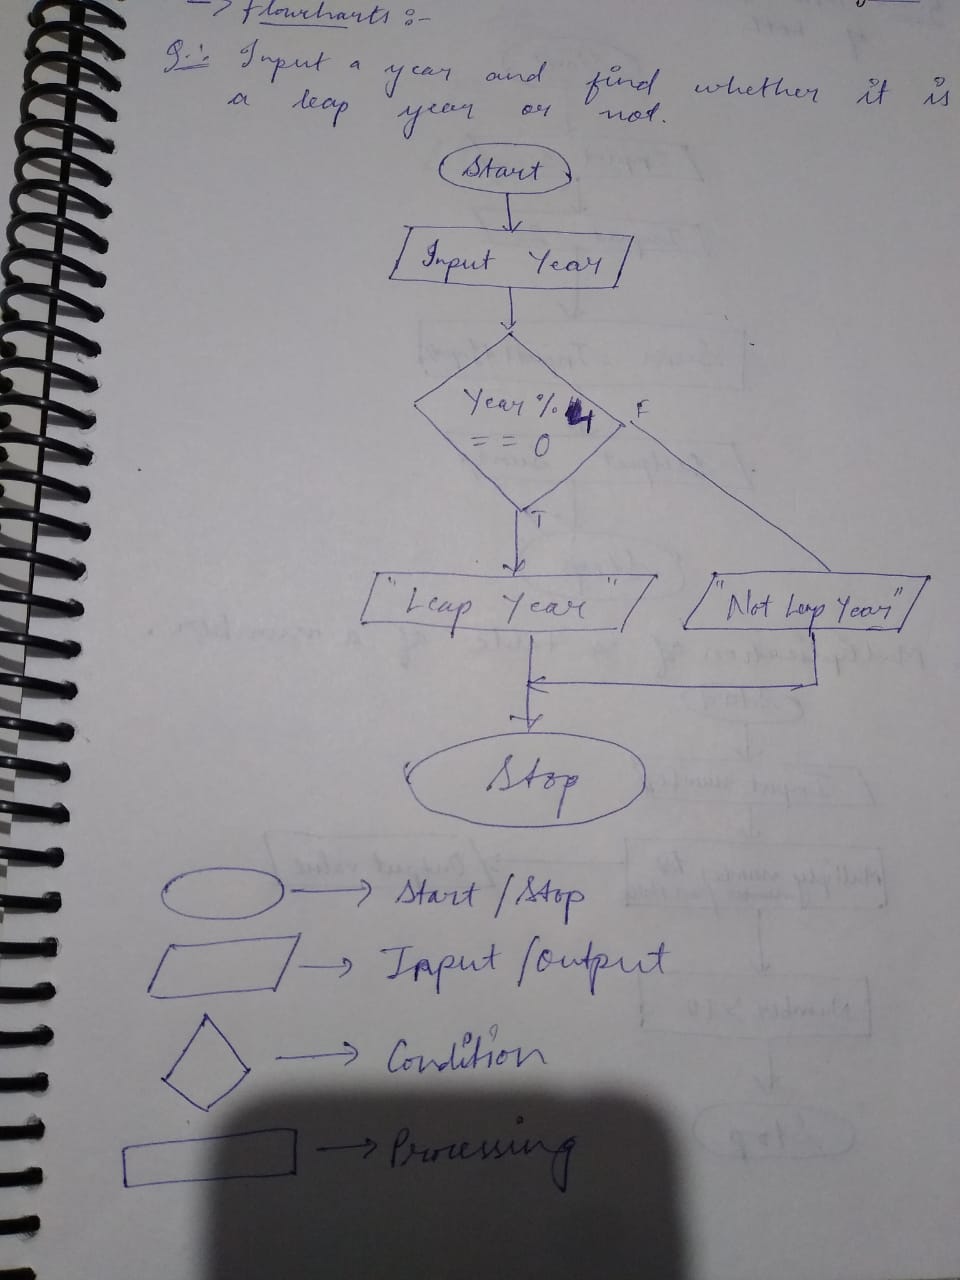 -> flowcharts :-
Q.: Input a year and find whether it is
a leap year or not.
Start
Input Year
Year % 4
== 0
F
T
"Leap Year"
"Not Leap Year"
Stop
Start / Stop
Input / Output
Condition
Processing